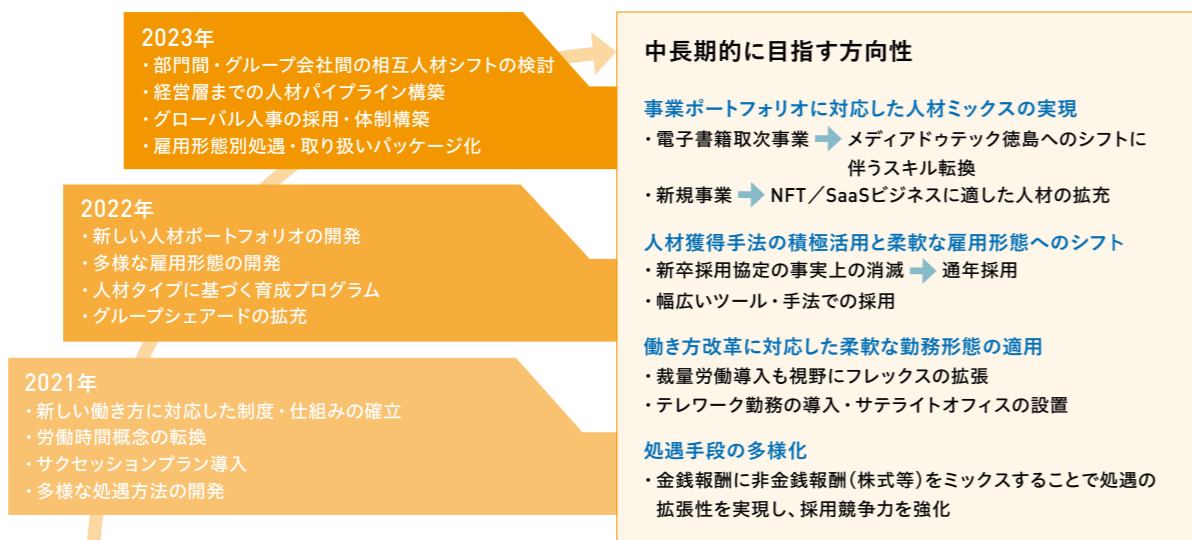 2023年
・部門間・グループ会社間の相互人材シフトの検討
・経営層までの人材パイプライン構築
・グローバル人事の採用・体制構築
・雇用形態別処遇・取り扱いパッケージ化
2022年
・新しい人材ポートフォリオの開発
・多様な雇用形態の開発
・人材タイプに基づく育成プログラム
・グループシェアードの拡充
2021年
・新しい働き方に対応した制度・仕組みの確立
・労働時間概念の転換
・サクセッションプラン導入
・多様な処遇方法の開発
中長期的に目指す方向性
事業ポートフォリオに対応した人材ミックスの実現
・電子書籍取次事業 ➡ メディアドゥテック徳島へのシフトに
伴うスキル転換
・新規事業 ➡ NFT／SaaSビジネスに適した人材の拡充
人材獲得手法の積極活用と柔軟な雇用形態へのシフト
・新卒採用協定の事実上の消滅 ➡ 通年採用
・幅広いツール・手法での採用
働き方改革に対応した柔軟な勤務形態の適用
・裁量労働導入も視野にフレックスの拡張
・テレワーク勤務の導入・サテライトオフィスの設置
処遇手段の多様化
・金銭報酬に非金銭報酬（株式等）をミックスすることで処遇の
拡張性を実現し、採用競争力を強化